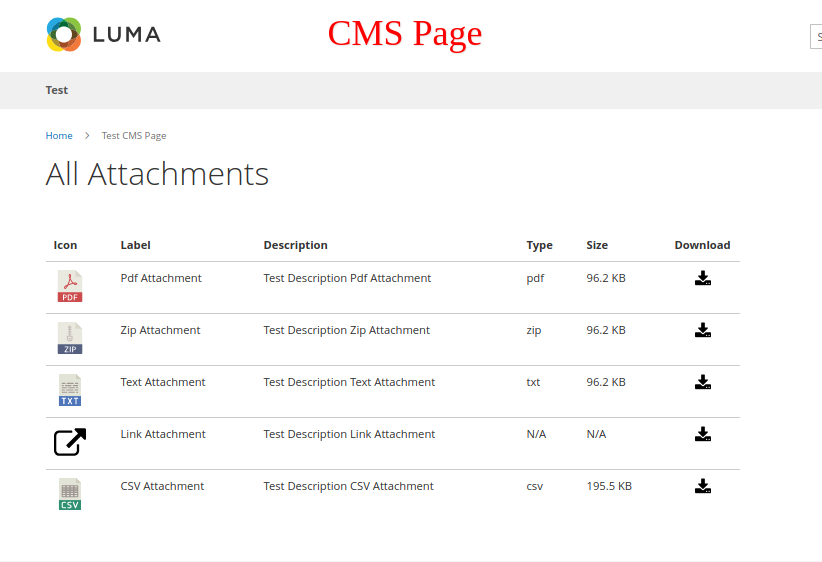 LUMA
CMS Page
S
Test
Home > Test CMS Page
All Attachments
Icon Label Description Type Size Download
PDF Pdf Attachment Test Description Pdf Attachment pdf 96.2 KB
ZIP Zip Attachment Test Description Zip Attachment zip 96.2 KB
TXT Text Attachment Test Description Text Attachment txt 96.2 KB
Link Attachment Test Description Link Attachment N/A N/A
CSV CSV Attachment Test Description CSV Attachment csv 195.5 KB